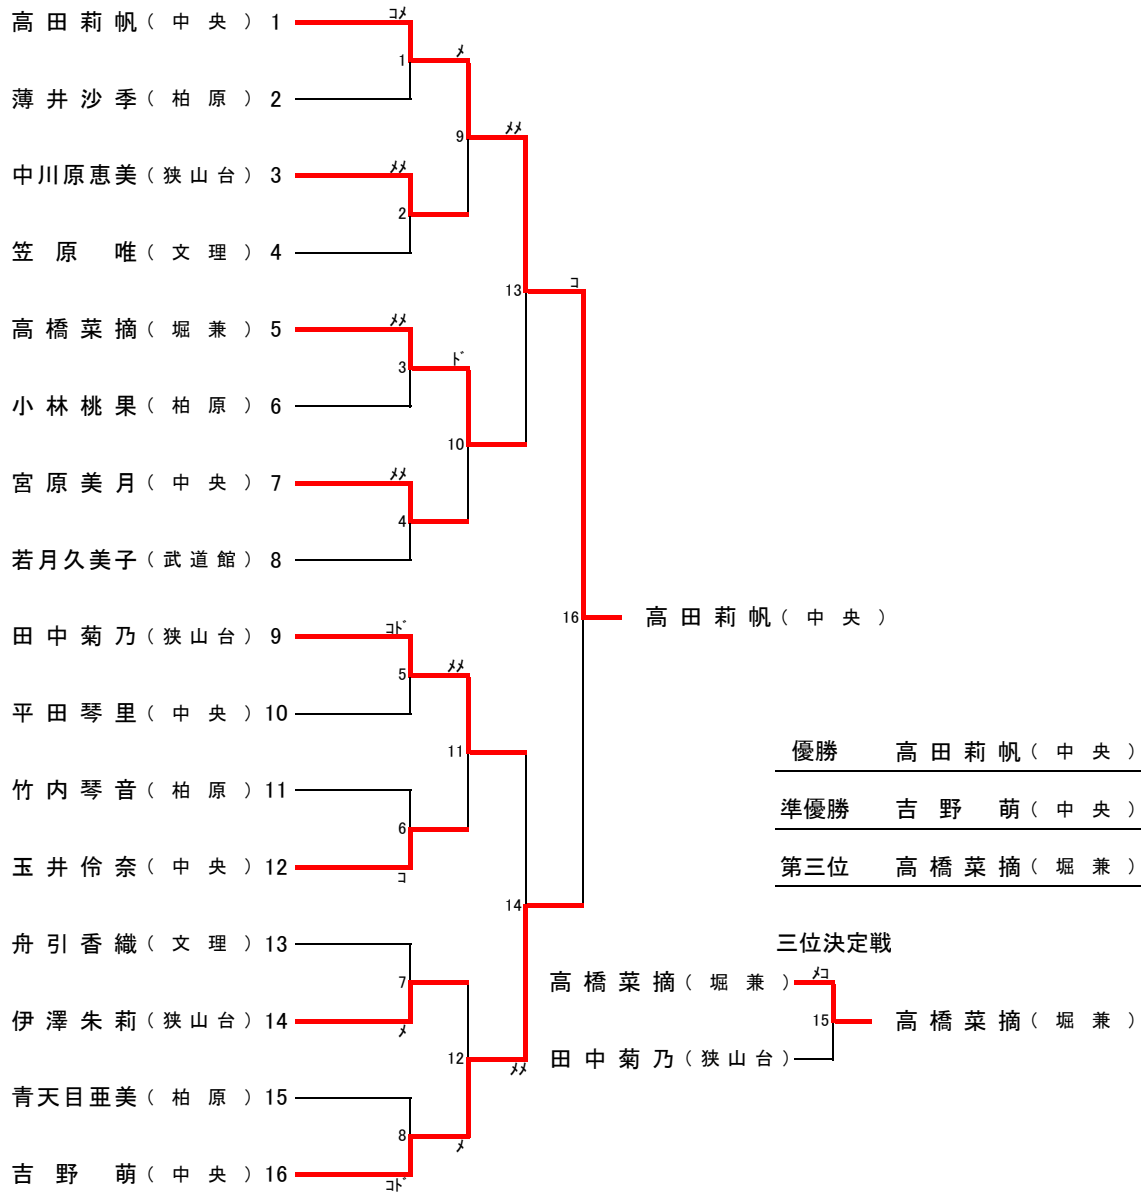 高田莉帆（中央） 1 コメ
1 メ
薄井沙季（柏原） 2
9 メメ
中川原恵美（狭山台） 3 メメ
2
笠原 唯（文理） 4
13 コ
高橋菜摘（堀兼） 5 メメ
3 ド
小林桃果（柏原） 6
10
宮原美月（中央） 7 メメ
4
若月久美子（武道館） 8
16 高田莉帆（中央）
田中菊乃（狭山台） 9 コド
5 メメ
平田琴里（中央） 10
11
優勝 高田莉帆（中央）
竹内琴音（柏原） 11
準優勝 吉野 萌（中央）
6
玉井伶奈（中央） 12 コ
第三位 高橋菜摘（堀兼）
14
舟引香織（文理） 13
三位決定戦
7
高橋菜摘（堀兼） メコ
伊澤朱莉（狭山台） 14 メ
15 高橋菜摘（堀兼）
12 メメ
田中菊乃（狭山台）
青天目亜美（柏原） 15
8 メ
吉野 萌（中央） 16 コド